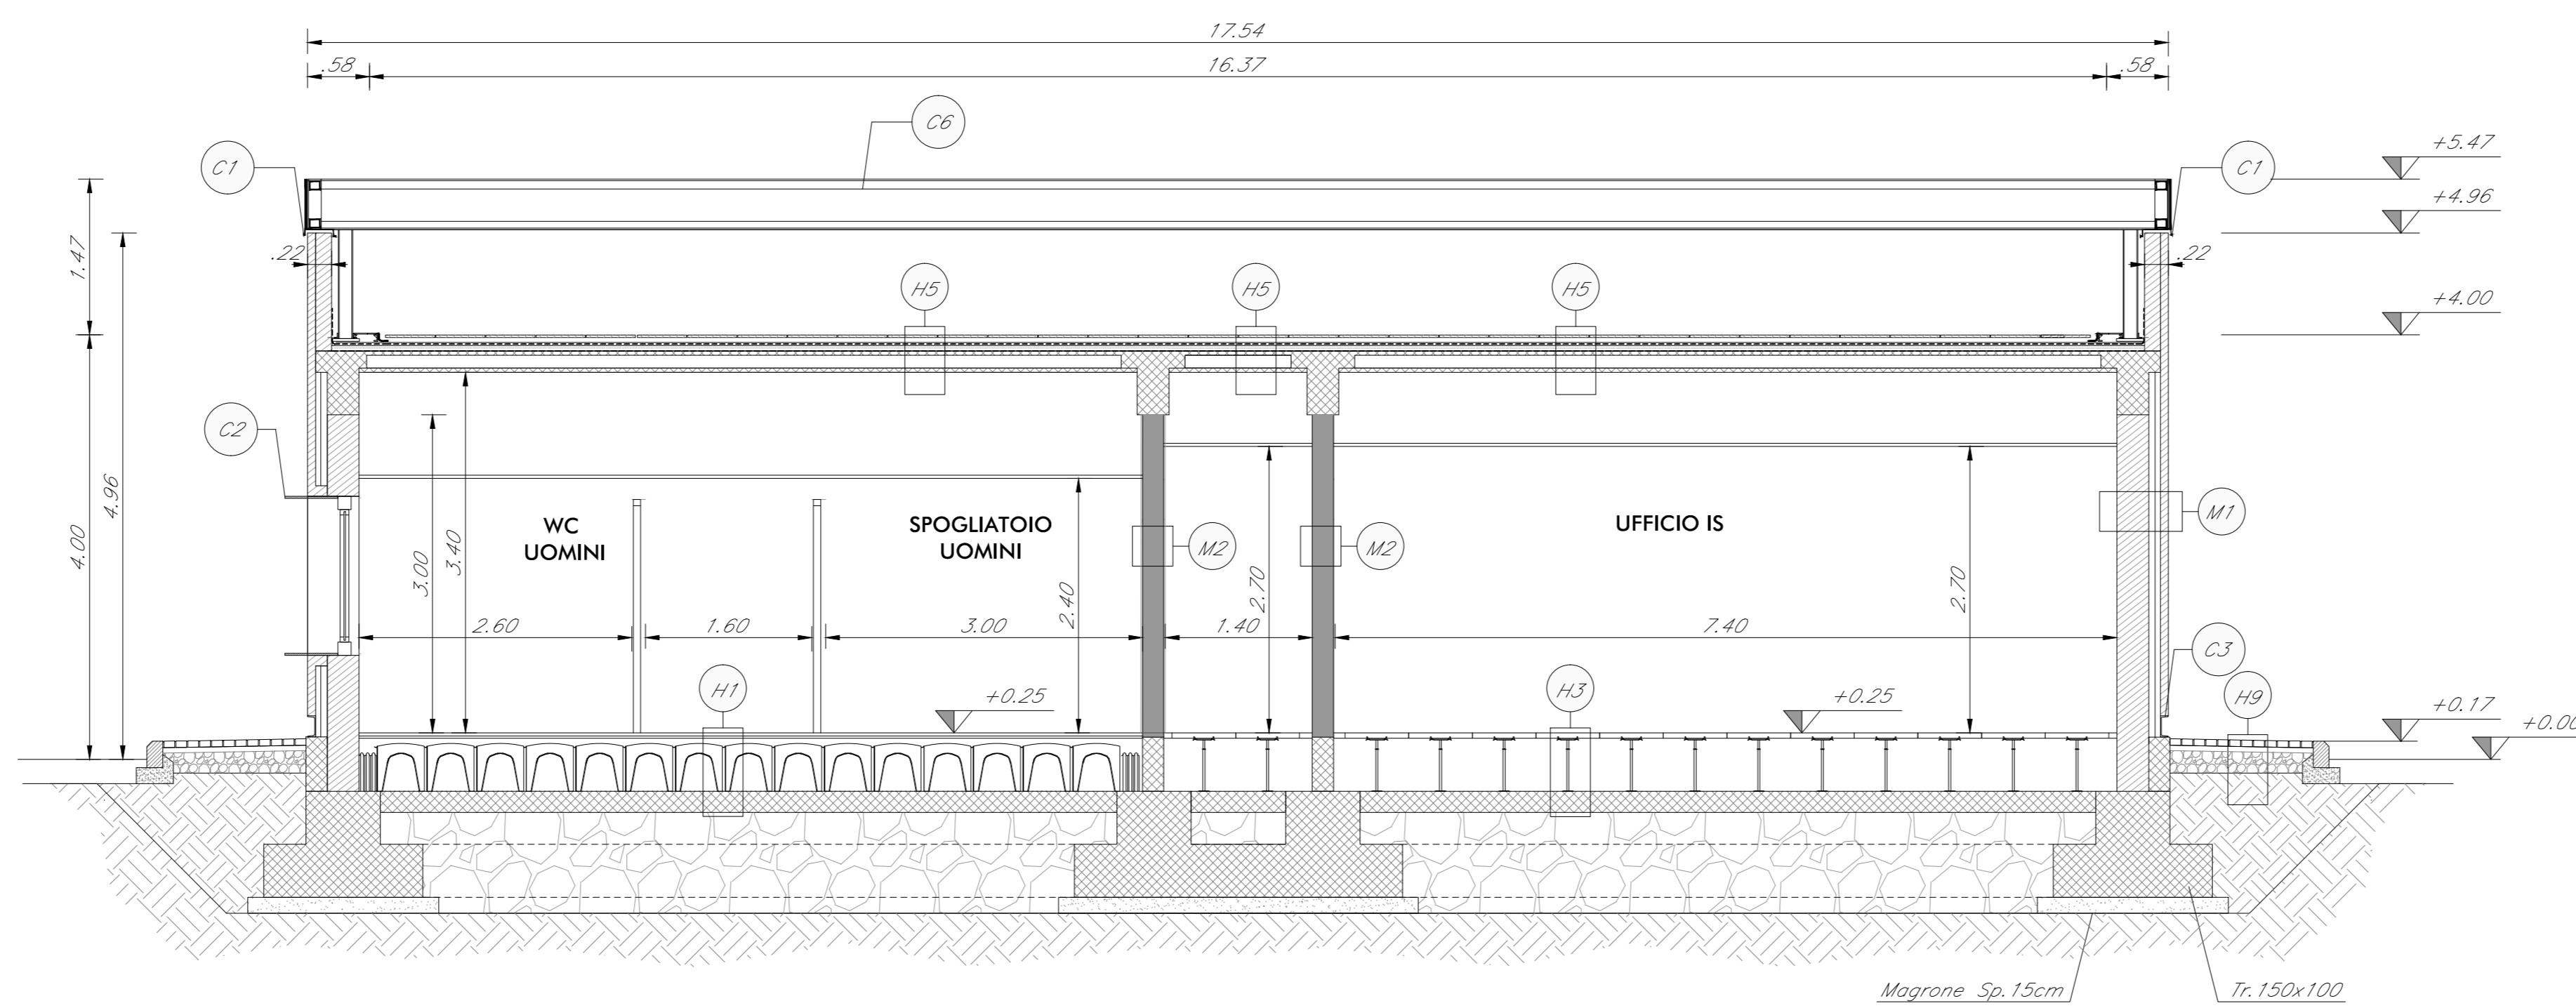 17.54
.58
16.37
.58
C6
C1
C1
+5.47
+4.96
1.47
.22
.22
H5
H5
H5
+4.00
C2
4.96
4.00
3.00
3.40
WC
UOMINI
SPOGLIATOIO
UOMINI
M2
M2
UFFICIO IS
M1
2.40
2.70
2.70
2.60
1.60
3.00
1.40
7.40
C3
H1
+0.25
H3
+0.25
H9
+0.17
+0.00
Magrone Sp.15cm
Tr.150x100